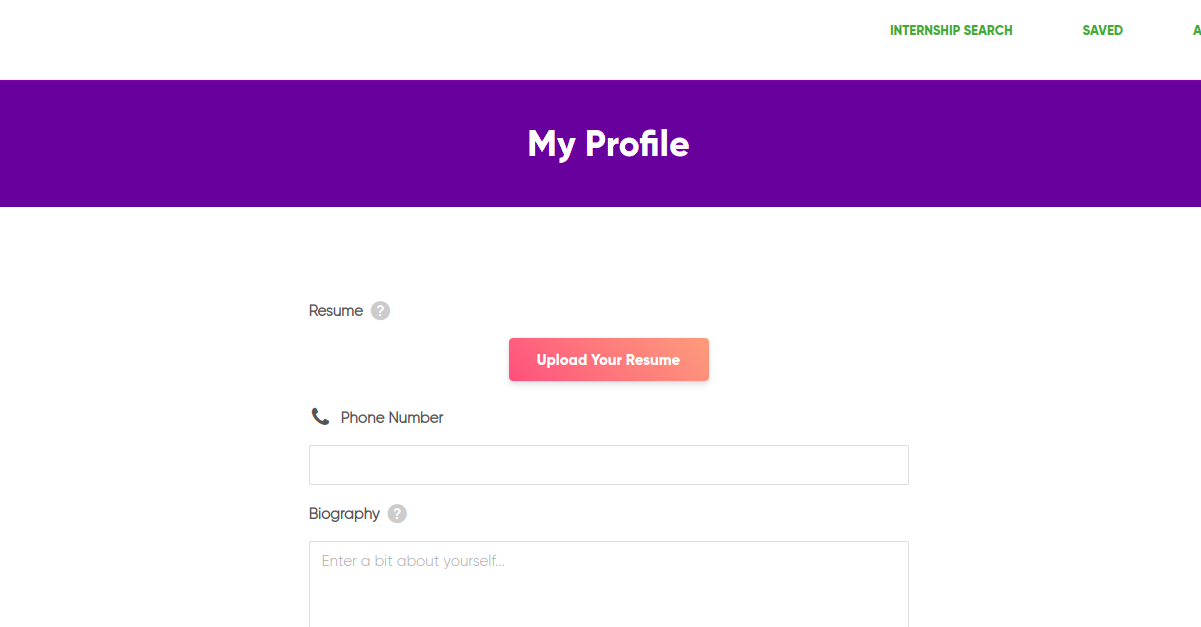 INTERNSHIP SEARCH SAVED
My Profile
Resume ?
Upload Your Resume
Phone Number
Biography ?
Enter a bit about yourself...